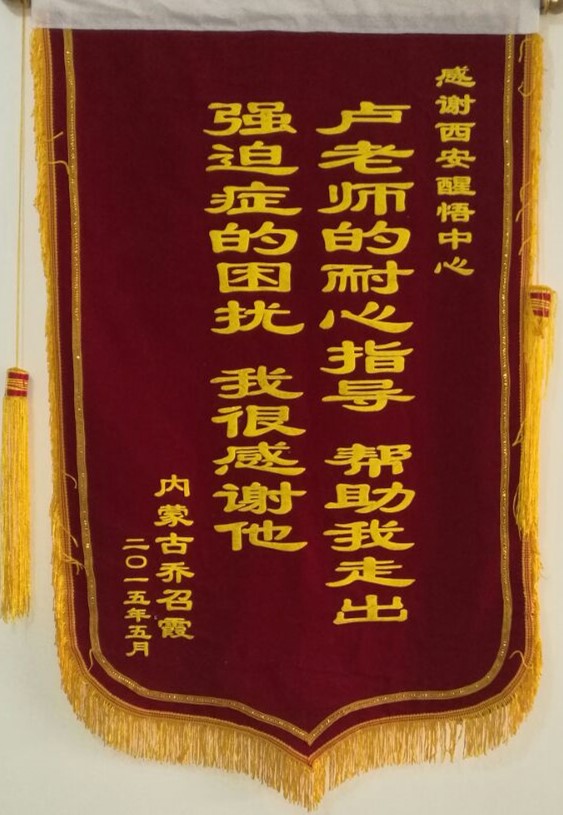 感谢西安醒悟中心
卢老师的耐心指导 帮助我走出
强迫症的困扰 我很感谢他
内蒙古乔召霞
二〇一五年五月